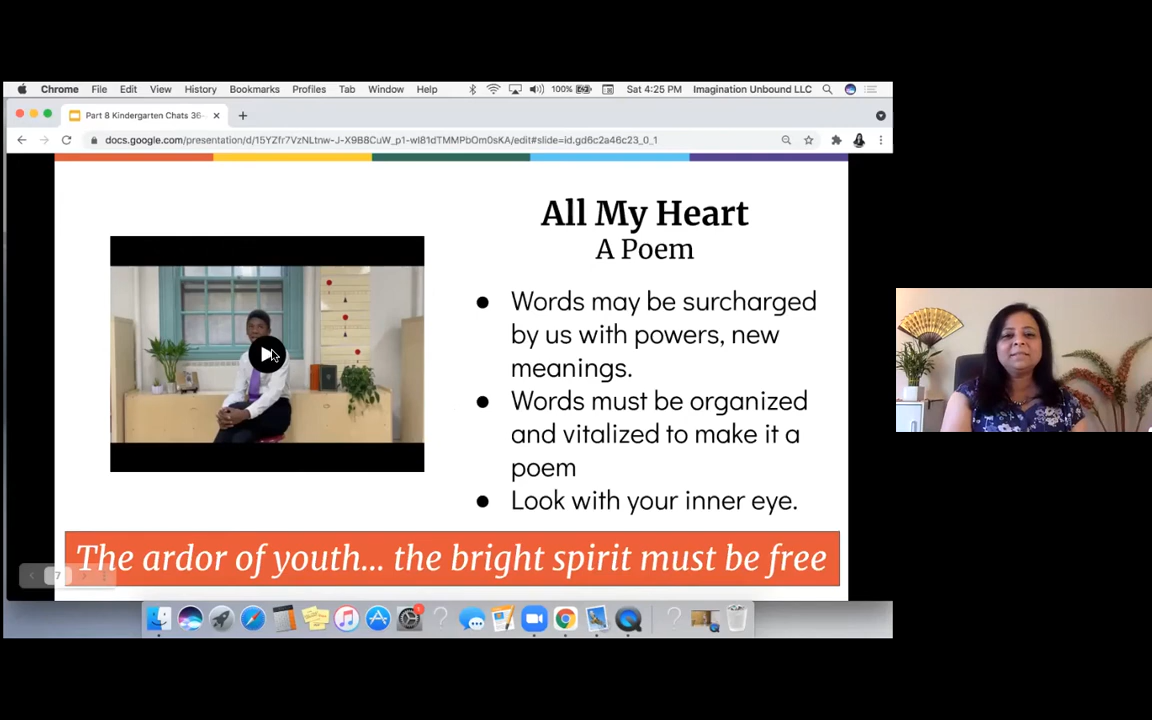 Chrome File Edit View History Bookmarks Profiles Tab Window Help 100% Sat 4:25 PM Imagination Unbound LLC
Part 8 Kindergarten Chats 36-
docs.google.com/presentation/d/15YZfr7VzNLtnw-J-X9B8CuW_p1-wl81dTMMPbOm0sKA/edit#slide=id.gd6c2a46c23_0_1
All My Heart
A Poem
● Words may be surcharged
by us with powers, new
meanings.
● Words must be organized
and vitalized to make it a
poem
● Look with your inner eye.
The ardor of youth... the bright spirit must be free
7